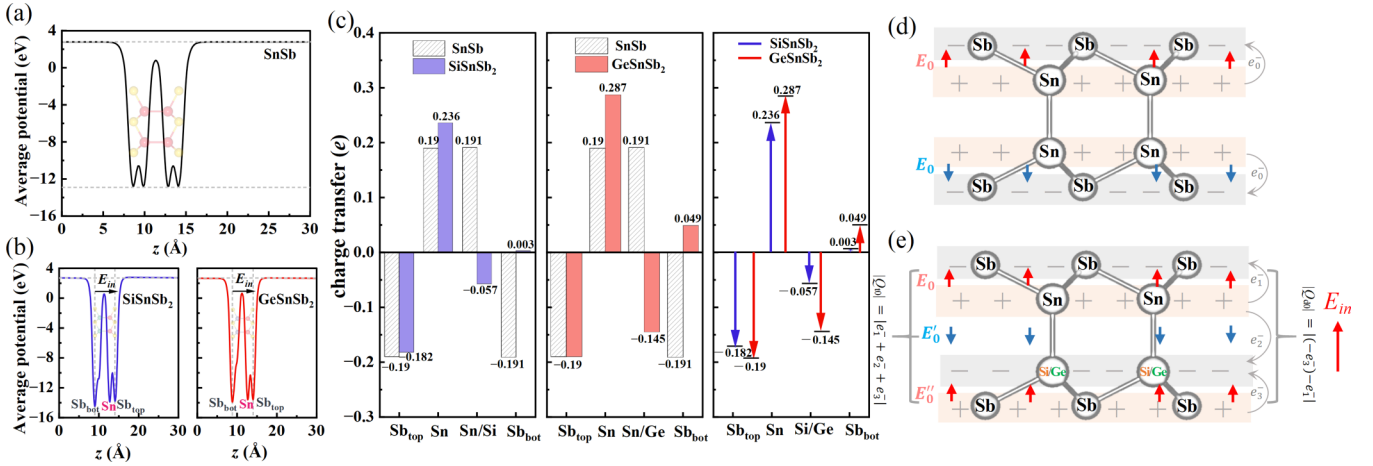 (a)
SnSb
Average potential (eV)
4
0
−4
−8
−12
−16
0
5
10
15
20
25
30
z (Å)
(b)
E_in
SiSnSb₂
Average potential (eV)
4
0
−4
−8
−12
−16
Sb_bot Sn Sb_top
0 10 20 30
z (Å)
E_in
GeSnSb₂
Sb_bot Sn Sb_top
0 10 20 30
z (Å)
(c)
charge transfer (e)
0.4
0.3
0.2
0.1
0.0
−0.1
−0.2
−0.3
SnSb
SiSnSb₂
0.236
0.19
0.191
0.003
−0.057
−0.182
−0.19
−0.191
Sb_top Sn Sn/Si Sb_bot
SnSb
GeSnSb₂
0.287
0.19
0.191
0.049
−0.145
−0.19
−0.191
Sb_top Sn Sn/Ge Sb_bot
SiSnSb₂
GeSnSb₂
0.287
0.236
0.049
0.003
−0.057
−0.145
−0.182
−0.19
Sb_top Sn Si/Ge Sb_bot
(d)
Sb Sb Sb
E₀
e₀⁻
Sn Sn
Sn Sn
E₀
e₀⁻
Sb Sb Sb
(e)
Sb Sb Sb
E₀
e₁⁻
Sn Sn
E₀′
e₂⁻
Si/Ge Si/Ge
E₀″
e₃⁻
Sb Sb Sb
= |e₁⁻ + e₂⁻ + e₃⁻|
= |(−e₃⁻)−e₁⁻|
E_in